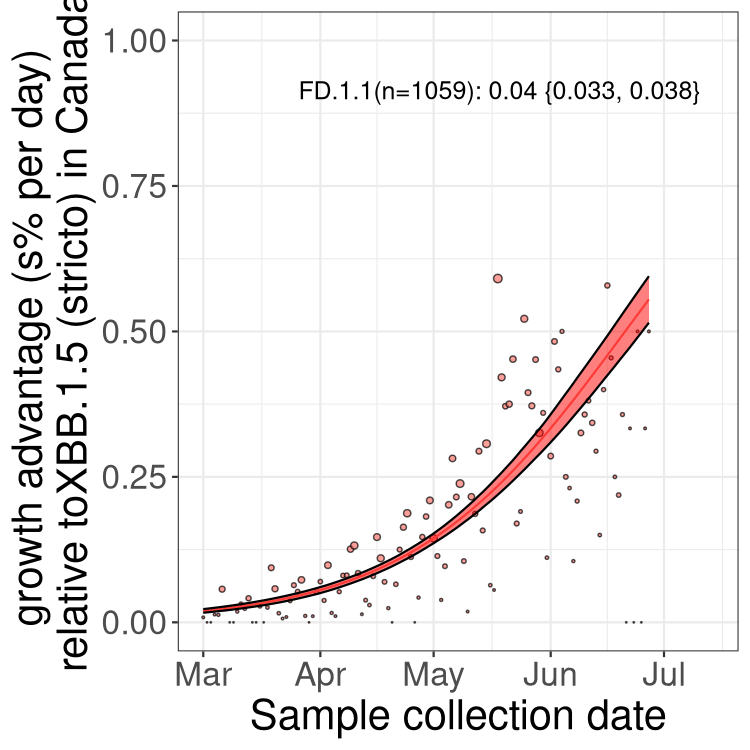 growth advantage (s% per day)
relative toXBB.1.5 (stricto) in Canada
1.00
0.75
0.50
0.25
0.00
FD.1.1(n=1059): 0.04 {0.033, 0.038}
Mar Apr May Jun Jul
Sample collection date